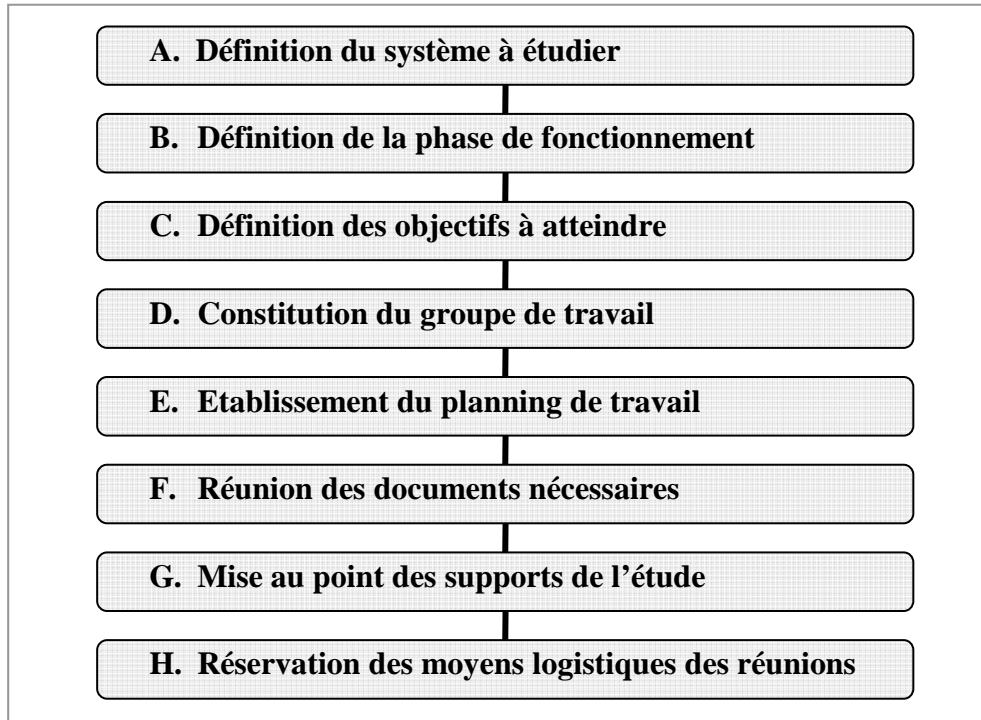 A. Définition du système à étudier
B. Définition de la phase de fonctionnement
C. Définition des objectifs à atteindre
D. Constitution du groupe de travail
E. Etablissement du planning de travail
F. Réunion des documents nécessaires
G. Mise au point des supports de l’étude
H. Réservation des moyens logistiques des réunions